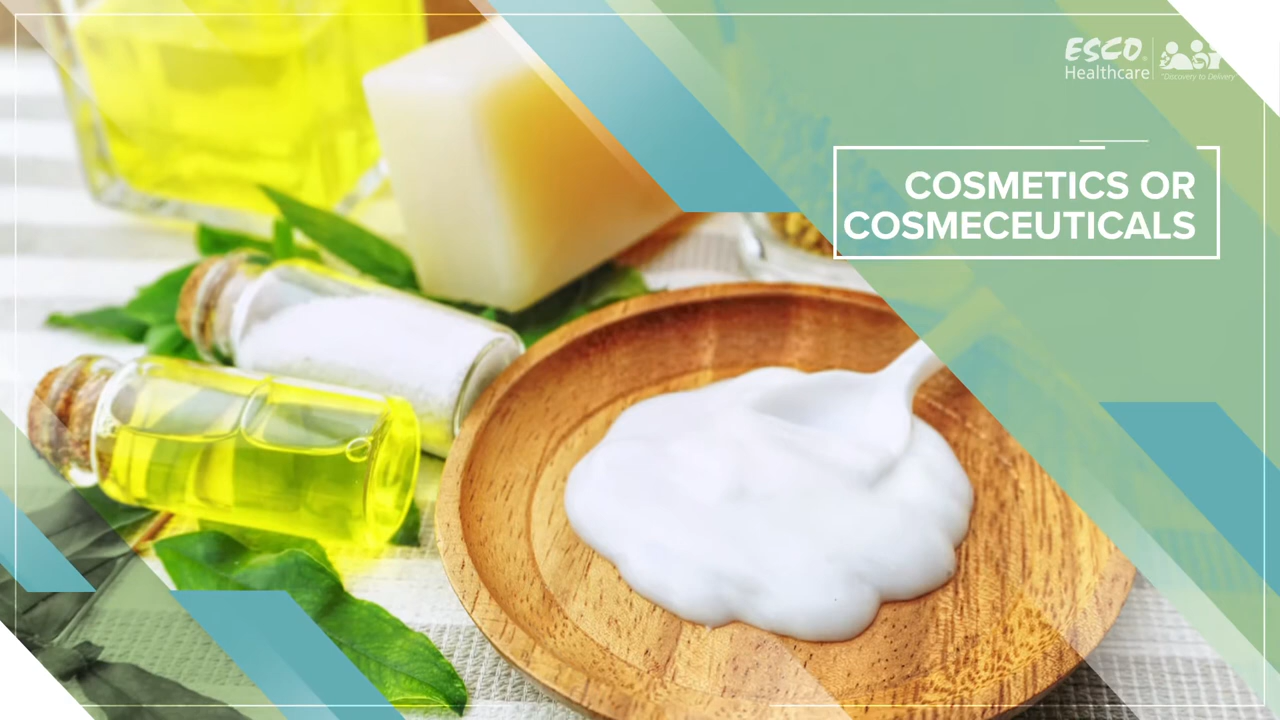 ESCO
Healthcare
"Discovery to Delivery"
COSMETICS OR
COSMECEUTICALS